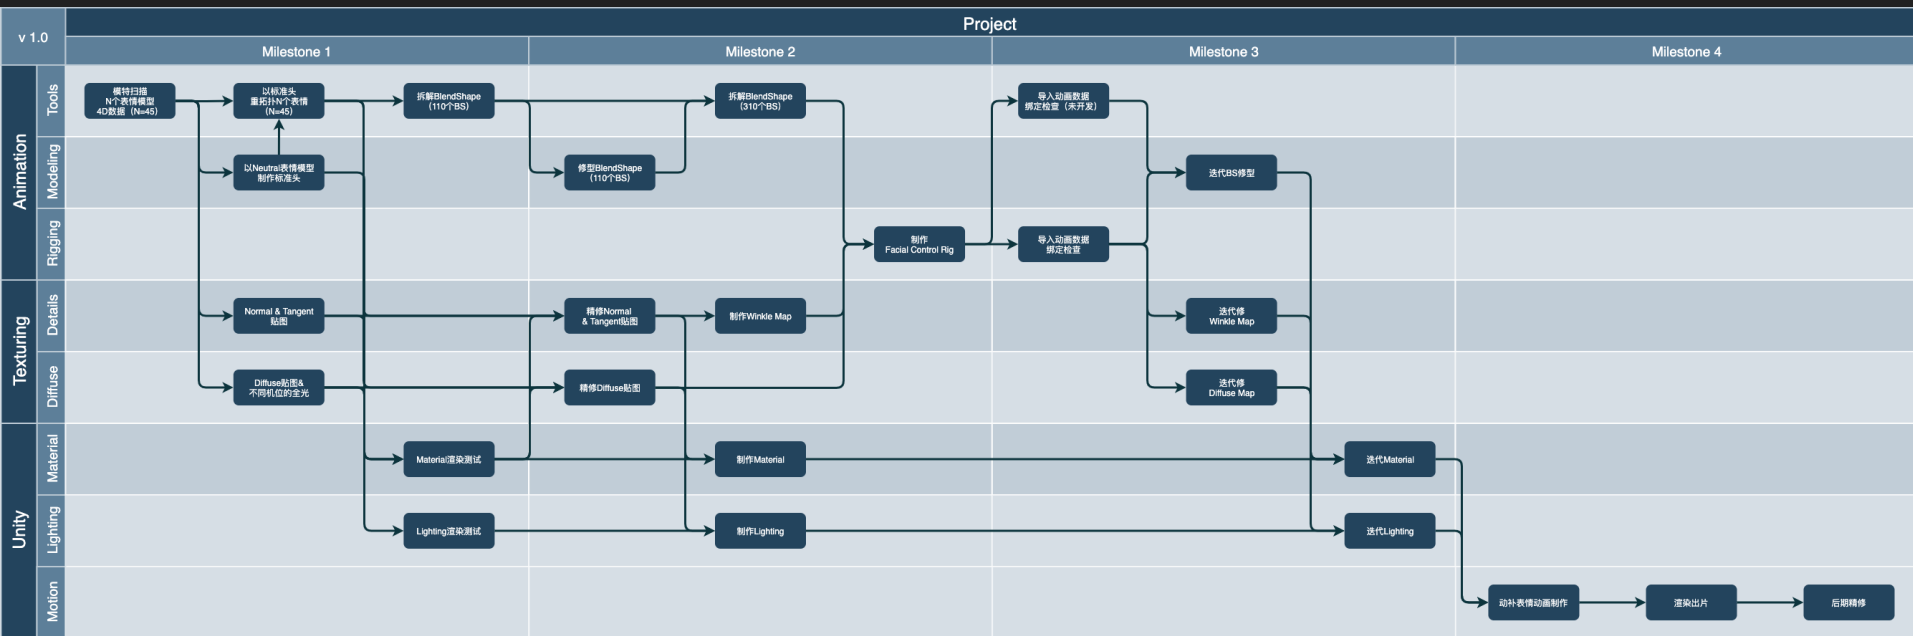 Project
v 1.0
Milestone 1
Milestone 2
Milestone 3
Milestone 4
Animation
Tools
模特扫描
N个表情模型
4D数据（N=45）
以标准头
重拓扑N个表情
（N=45）
拆解BlendShape
（110个BS）
拆解BlendShape
（310个BS）
导入动画数据
绑定检查（未开发）
Modeling
以Neutral表情模型
制作标准头
修型BlendShape
（110个BS）
迭代BS修型
Rigging
制作
Facial Control Rig
导入动画数据
绑定检查
Texturing
Details
Normal & Tangent
贴图
精修Normal
& Tangent贴图
制作Winkle Map
迭代修
Winkle Map
Diffuse
Diffuse贴图&
不同机位的全光
精修Diffuse贴图
迭代修
Diffuse Map
Unity
Material
Material渲染测试
制作Material
迭代Material
Lighting
Lighting渲染测试
制作Lighting
迭代Lighting
Motion
动补表情动画制作
渲染出片
后期精修